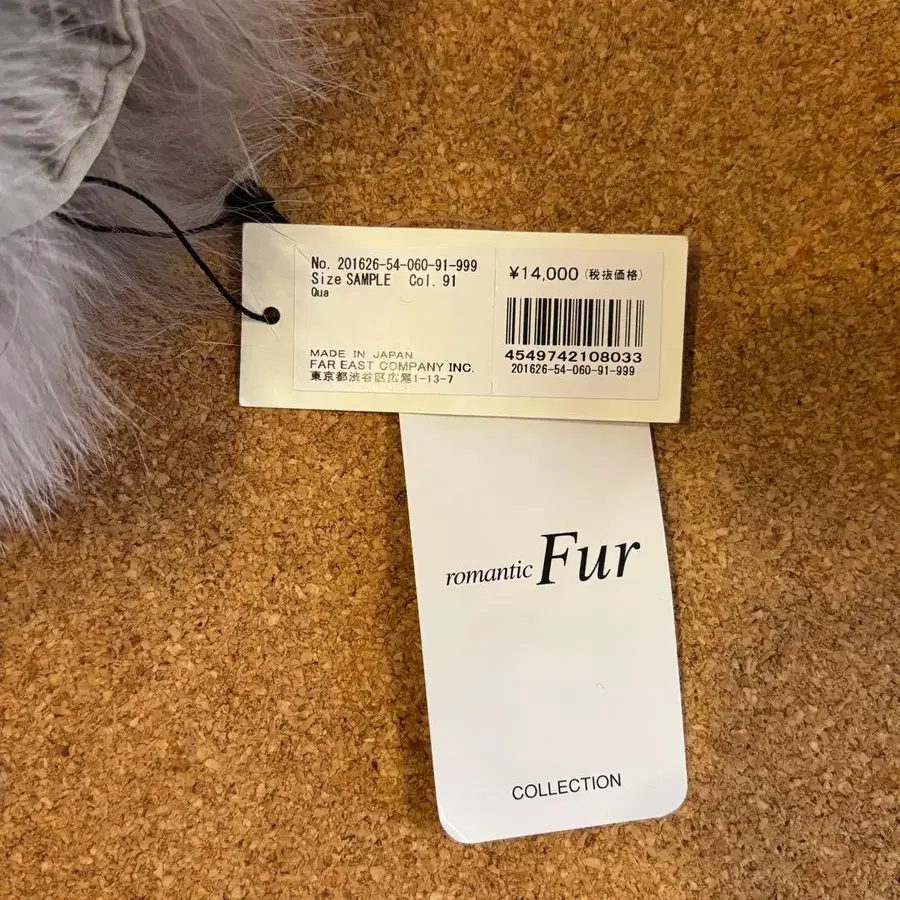 No. 201626-54-060-91-999
Size SAMPLE Col. 91
Qua
MADE IN JAPAN
FAR EAST COMPANY INC.
東京都渋谷区広尾1-13-7
¥14,000 (税抜価格)
4549742108033
201626-54-060-91-999
romantic Fur
COLLECTION